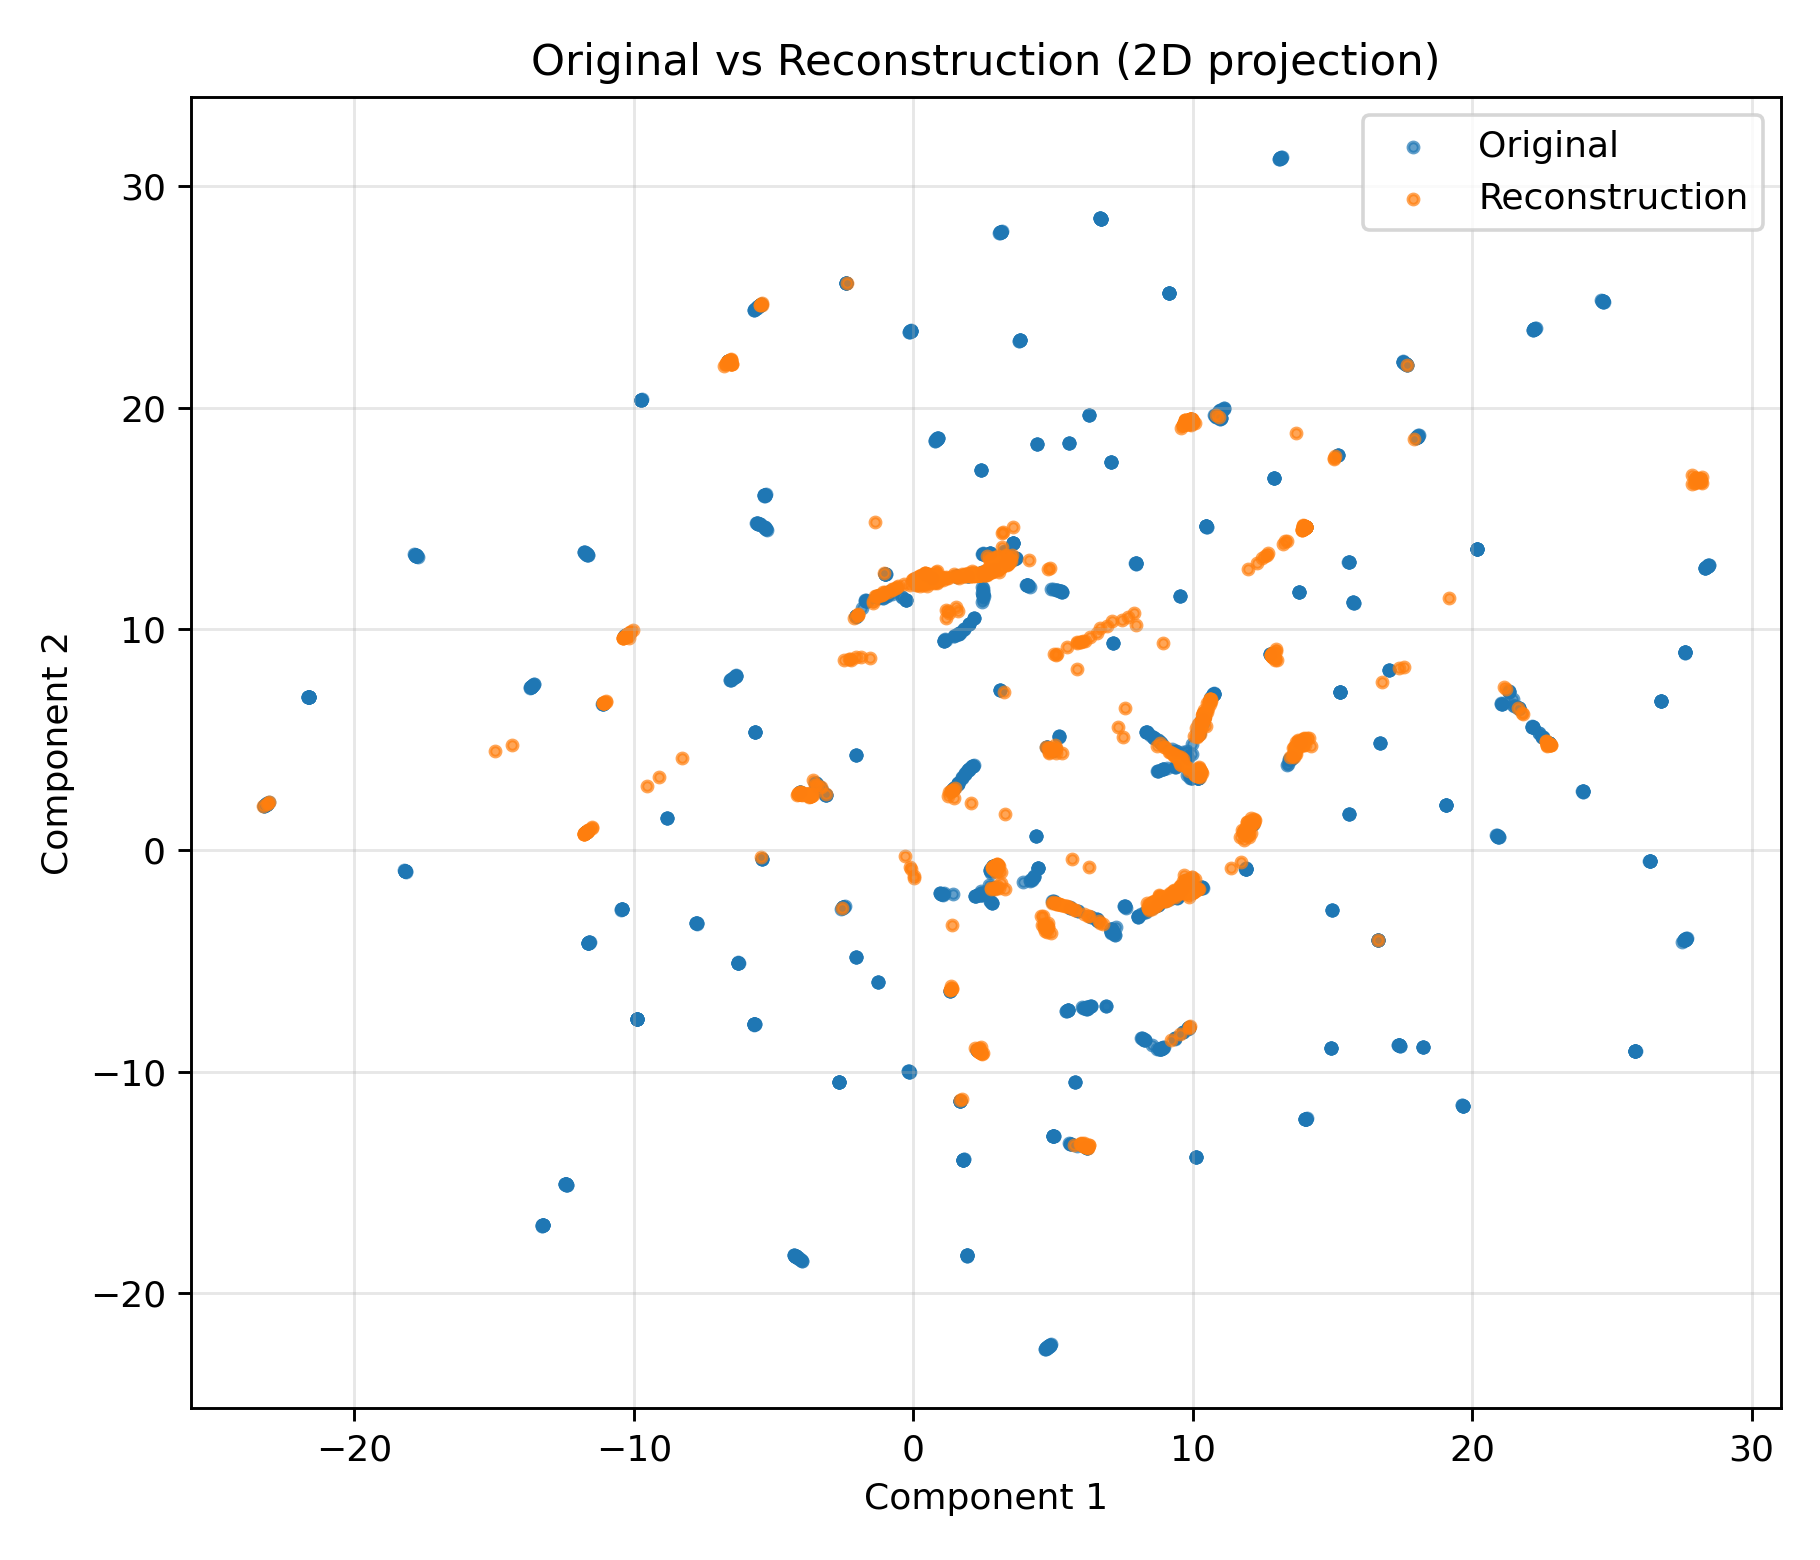 Original vs Reconstruction (2D projection)
Original
Reconstruction
30
20
10
0
−10
−20
Component 2
−20
−10
0
10
20
30
Component 1